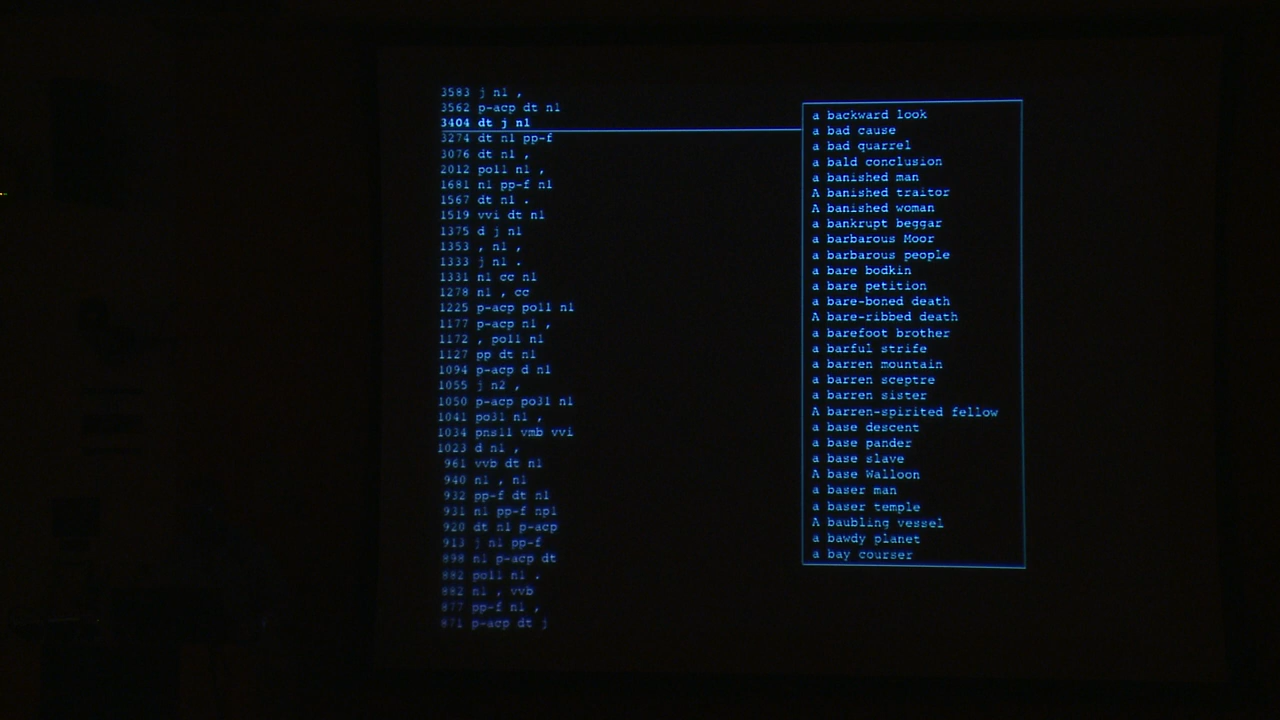 3583 j n1 ,
3562 p-acp dt n1
3404 dt j n1
3274 dt n1 pp-f
3076 dt n1 ,
2012 po11 n1 ,
1681 n1 pp-f n1
1567 dt n1 .
1519 vvi dt n1
1375 d j n1
1353 , n1 ,
1333 j n1 .
1331 n1 cc n1
1278 n1 , cc
1225 p-acp po11 n1
1177 p-acp n1 ,
1172 , po11 n1
1127 pp dt n1
1094 p-acp d n1
1055 j n2 ,
1050 p-acp po31 n1
1041 po31 n1 ,
1034 pns11 vmb vvi
1023 d n1 ,
961 vvb dt n1
940 n1 , n1
932 pp-f dt n1
931 n1 pp-f np1
920 dt n1 p-acp
913 j n1 pp-f
898 n1 p-acp dt
882 po11 n1 .
882 n1 , vvb
877 pp-f n1 ,
871 p-acp dt j
a backward look
a bad cause
a bad quarrel
a bald conclusion
a banished man
A banished traitor
A banished woman
a bankrupt beggar
a barbarous Moor
a barbarous people
a bare bodkin
a bare petition
a bare-boned death
A bare-ribbed death
a barefoot brother
a barful strife
a barren mountain
a barren sceptre
a barren sister
A barren-spirited fellow
a base descent
a base pander
a base slave
A base Walloon
a baser man
a baser temple
A baubling vessel
a bawdy planet
a bay courser